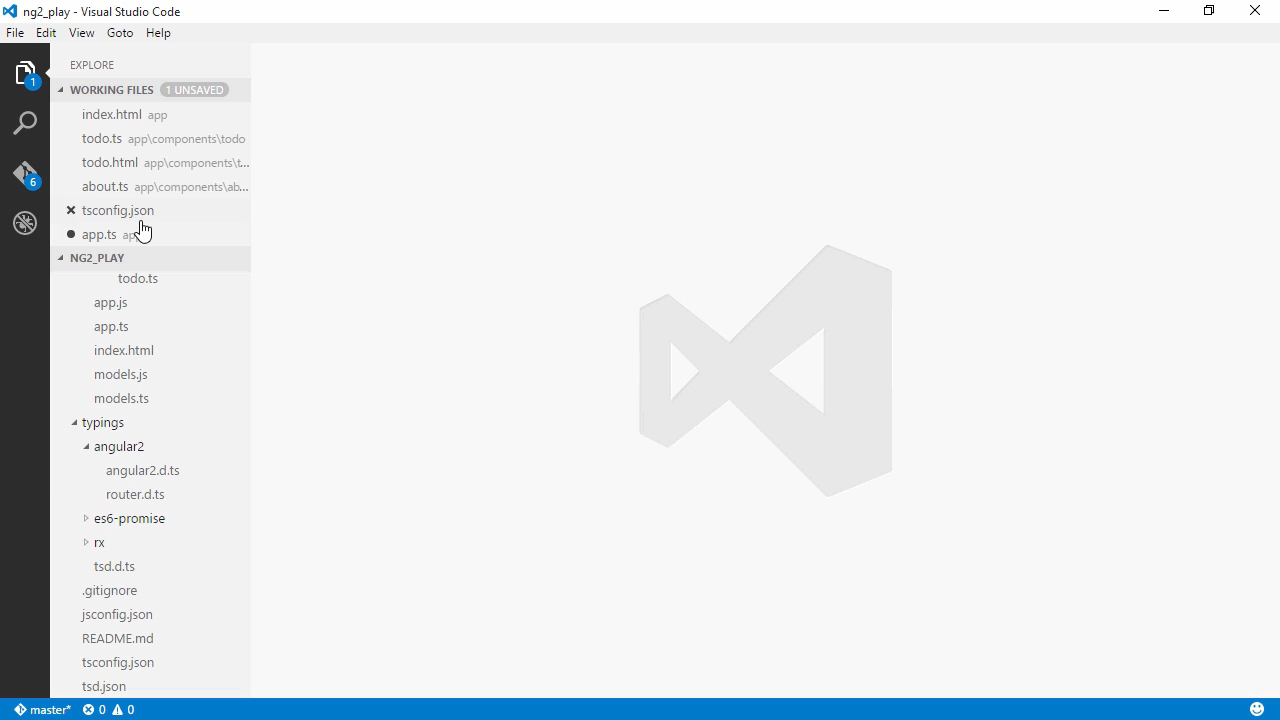 ng2_play - Visual Studio Code
File Edit View Goto Help
EXPLORE
WORKING FILES 1 UNSAVED
index.html app
todo.ts app\components\todo
todo.html app\components\t...
about.ts app\components\ab...
tsconfig.json
app.ts
NG2_PLAY
todo.ts
app.js
app.ts
index.html
models.js
models.ts
typings
angular2
angular2.d.ts
router.d.ts
es6-promise
rx
tsd.d.ts
.gitignore
jsconfig.json
README.md
tsconfig.json
tsd.json
1
6
master* 0 0